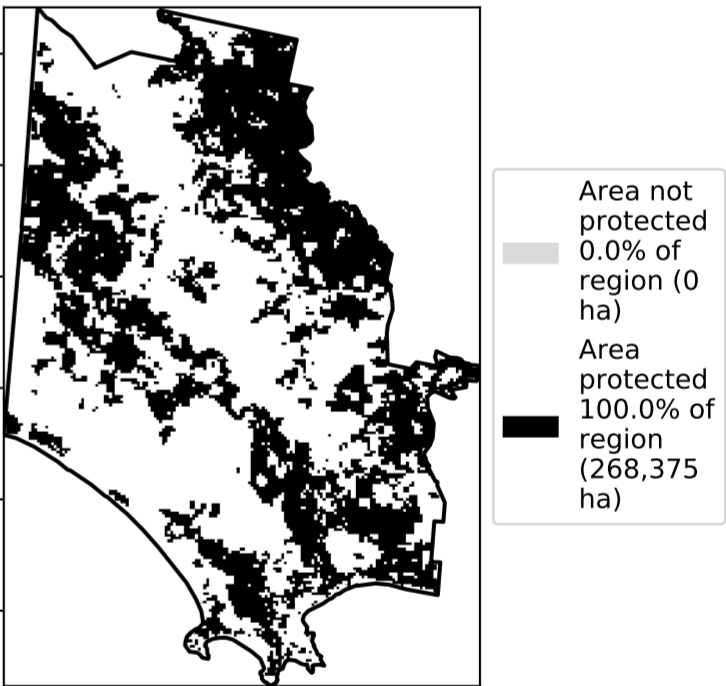 Area not
protected
0.0% of
region (0
ha)
Area
protected
100.0% of
region
(268,375
ha)